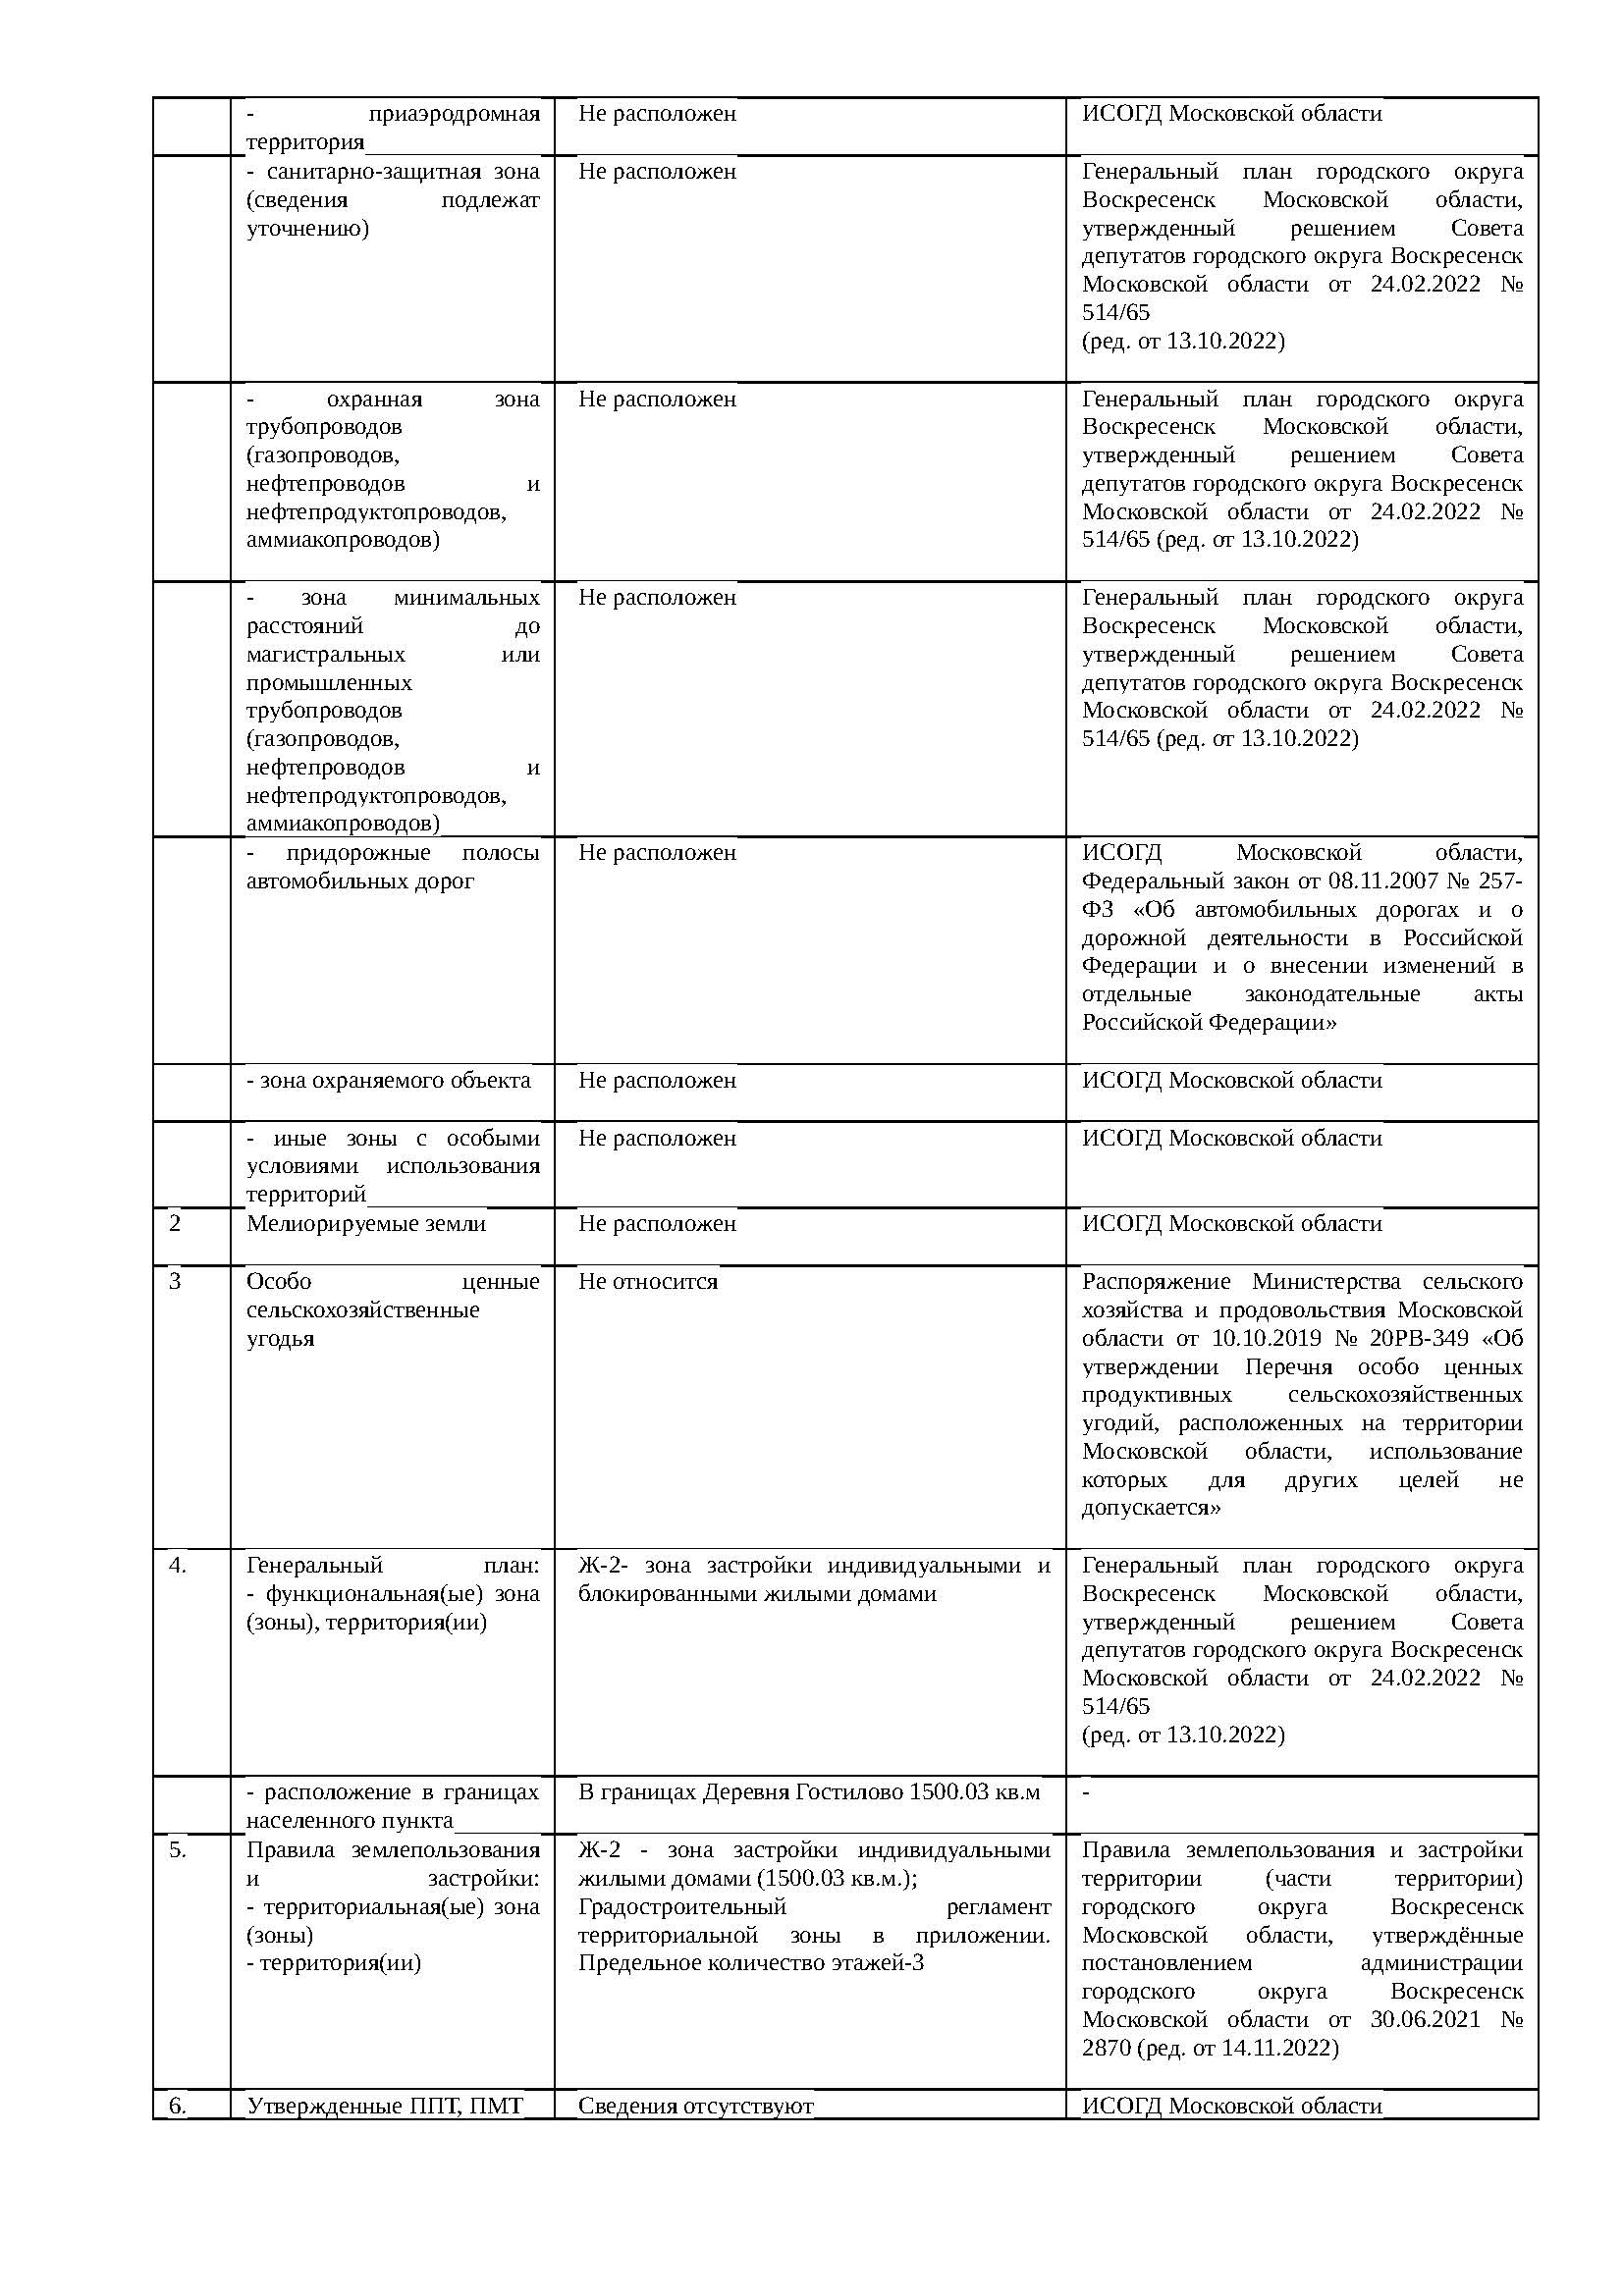 - приаэродромная
территория
Не расположен
ИСОГД Московской области
- санитарно-защитная зона
(сведения подлежат
уточнению)
Не расположен
Генеральный план городского округа
Воскресенск Московской области,
утвержденный решением Совета
депутатов городского округа Воскресенск
Московской области от 24.02.2022 №
514/65
(ред. от 13.10.2022)
- охранная зона
трубопроводов
(газопроводов,
нефтепроводов и
нефтепродуктопроводов,
аммиакопроводов)
Не расположен
Генеральный план городского округа
Воскресенск Московской области,
утвержденный решением Совета
депутатов городского округа Воскресенск
Московской области от 24.02.2022 №
514/65 (ред. от 13.10.2022)
- зона минимальных
расстояний до
магистральных или
промышленных
трубопроводов
(газопроводов,
нефтепроводов и
нефтепродуктопроводов,
аммиакопроводов)
Не расположен
Генеральный план городского округа
Воскресенск Московской области,
утвержденный решением Совета
депутатов городского округа Воскресенск
Московской области от 24.02.2022 №
514/65 (ред. от 13.10.2022)
- придорожные полосы
автомобильных дорог
Не расположен
ИСОГД Московской области,
Федеральный закон от 08.11.2007 № 257-
ФЗ «Об автомобильных дорогах и о
дорожной деятельности в Российской
Федерации и о внесении изменений в
отдельные законодательные акты
Российской Федерации»
- зона охраняемого объекта
Не расположен
ИСОГД Московской области
- иные зоны с особыми
условиями использования
территорий
Не расположен
ИСОГД Московской области
2
Мелиорируемые земли
Не расположен
ИСОГД Московской области
3
Особо ценные
сельскохозяйственные
угодья
Не относится
Распоряжение Министерства сельского
хозяйства и продовольствия Московской
области от 10.10.2019 № 20РВ-349 «Об
утверждении Перечня особо ценных
продуктивных сельскохозяйственных
угодий, расположенных на территории
Московской области, использование
которых для других целей не
допускается»
4.
Генеральный план:
- функциональная(ые) зона
(зоны), территория(ии)
Ж-2- зона застройки индивидуальными и
блокированными жилыми домами
Генеральный план городского округа
Воскресенск Московской области,
утвержденный решением Совета
депутатов городского округа Воскресенск
Московской области от 24.02.2022 №
514/65
(ред. от 13.10.2022)
- расположение в границах
населенного пункта
В границах Деревня Гостилово 1500.03 кв.м
-
5.
Правила землепользования
и застройки:
- территориальная(ые) зона
(зоны)
- территория(ии)
Ж-2 - зона застройки индивидуальными
жилыми домами (1500.03 кв.м.);
Градостроительный регламент
территориальной зоны в приложении.
Предельное количество этажей-3
Правила землепользования и застройки
территории (части территории)
городского округа Воскресенск
Московской области, утверждённые
постановлением администрации
городского округа Воскресенск
Московской области от 30.06.2021 №
2870 (ред. от 14.11.2022)
6.
Утвержденные ППТ, ПМТ
Сведения отсутствуют
ИСОГД Московской области